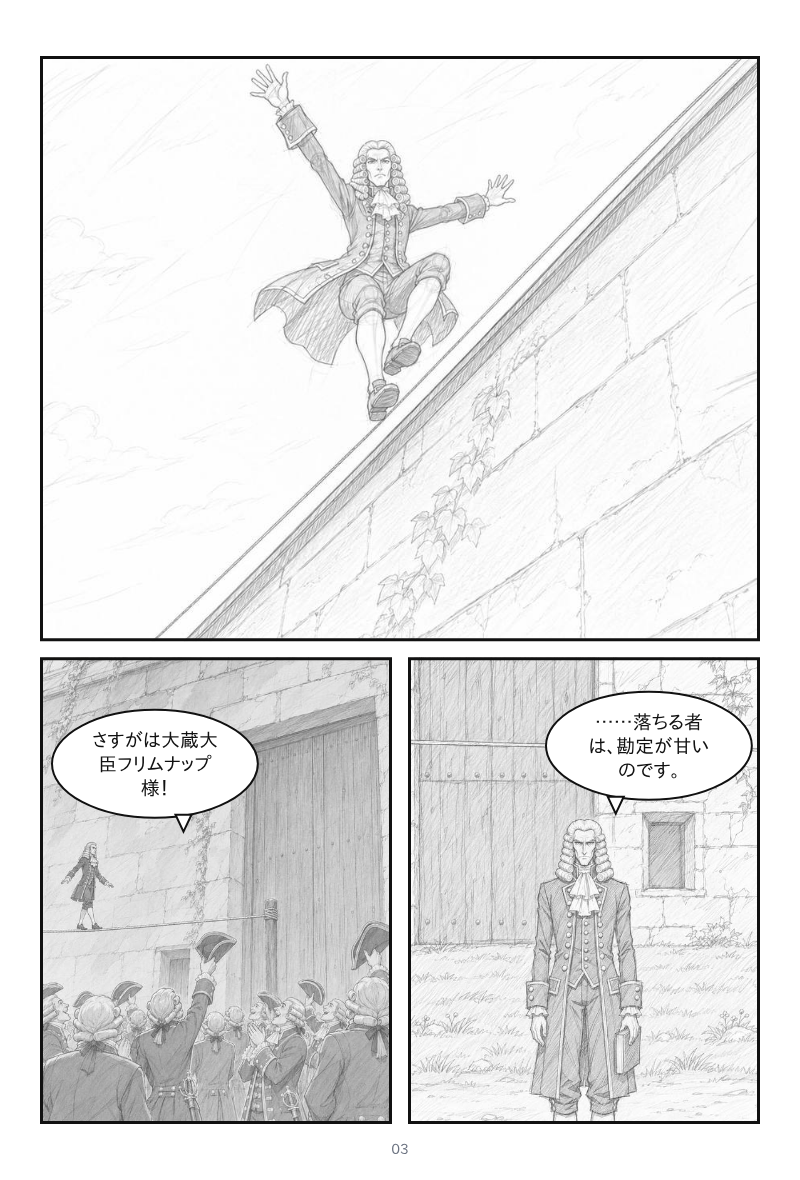 さすがは大蔵大
臣フリムナップ
様！
……落ちる者
は、勘定が甘い
のです。
03